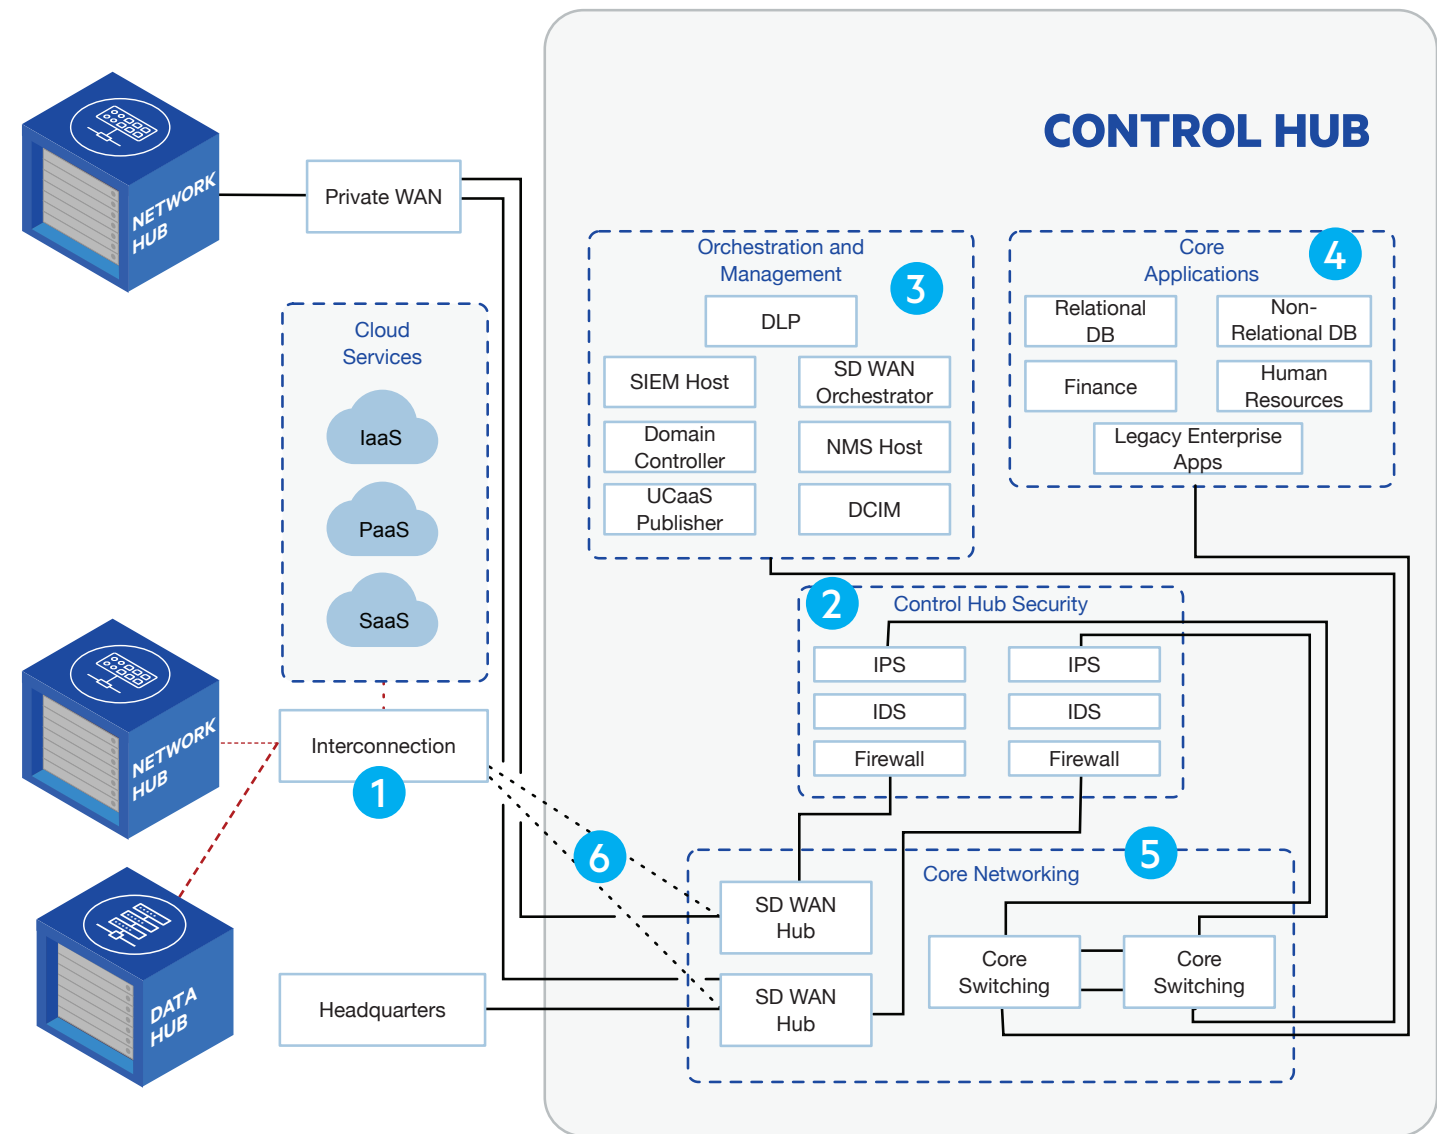 CONTROL HUB
NETWORK
HUB
Private WAN
Orchestration and
Management
3
DLP
SIEM Host
SD WAN
Orchestrator
Domain
Controller
NMS Host
UCaaS
Publisher
DCIM
Core
Applications
4
Relational
DB
Non-
Relational DB
Finance
Human
Resources
Legacy Enterprise
Apps
Cloud
Services
IaaS
PaaS
SaaS
2
Control Hub Security
IPS
IPS
IDS
IDS
Firewall
Firewall
NETWORK
HUB
Interconnection
1
6
5
Core Networking
SD WAN
Hub
Core
Switching
Core
Switching
DATA
HUB
Headquarters
SD WAN
Hub